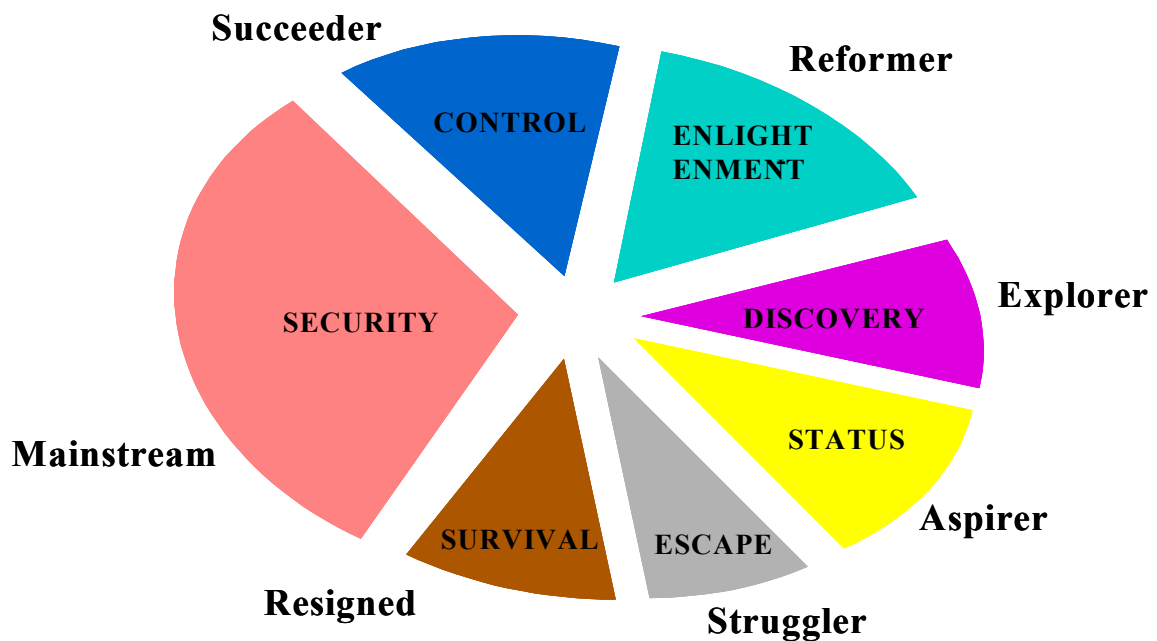 Succeeder
Reformer
CONTROL
ENLIGHT
ENMENT
Explorer
DISCOVERY
SECURITY
STATUS
Mainstream
Aspirer
SURVIVAL
ESCAPE
Resigned
Struggler